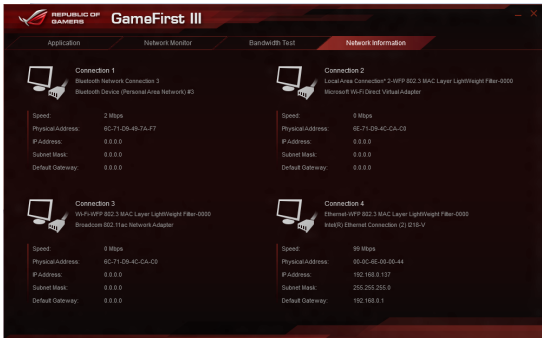 REPUBLIC OF
GAMERS
GameFirst III
Application
Network Monitor
Bandwidth Test
Network Information
Connection 1
Bluetooth Network Connection 3
Bluetooth Device (Personal Area Network) #3
Speed: 2 Mbps
Physical Address: 6C-71-D9-49-7A-F7
IP Address: 0.0.0.0
Subnet Mask: 0.0.0.0
Default Gateway: 0.0.0.0
Connection 2
Local Area Connection* 2-WFP 802.3 MAC Layer LightWeight Filter-0000
Microsoft Wi-Fi Direct Virtual Adapter
Speed: 0 Mbps
Physical Address: 6E-71-D9-4C-CA-C0
IP Address: 0.0.0.0
Subnet Mask: 0.0.0.0
Default Gateway: 0.0.0.0
Connection 3
Wi-Fi-WFP 802.3 MAC Layer LightWeight Filter-0000
Broadcom 802.11ac Network Adapter
Speed: 0 Mbps
Physical Address: 6C-71-D9-4C-CA-C0
IP Address: 0.0.0.0
Subnet Mask: 0.0.0.0
Default Gateway: 0.0.0.0
Connection 4
Ethernet-WFP 802.3 MAC Layer LightWeight Filter-0000
Intel(R) Ethernet Connection (2) I218-V
Speed: 99 Mbps
Physical Address: 00-0C-6E-00-00-44
IP Address: 192.168.0.137
Subnet Mask: 255.255.255.0
Default Gateway: 192.168.0.1